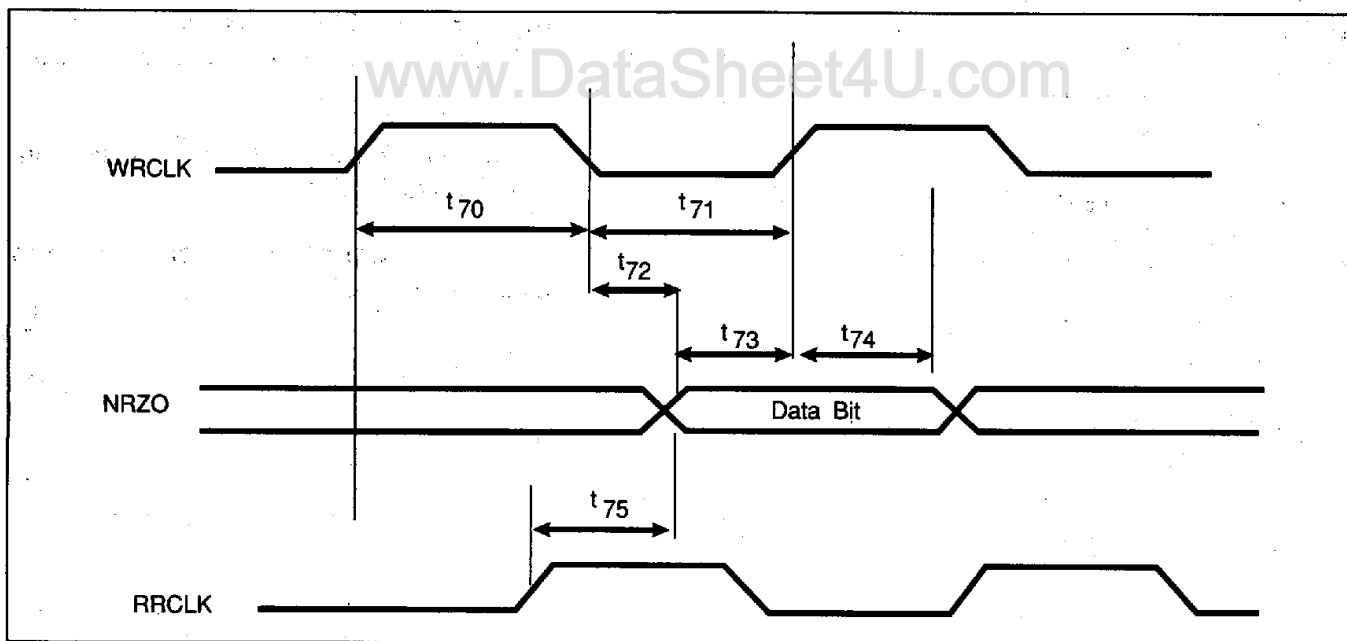 www.DataSheet4U.com
WRCLK
t70
t71
t72
t73
t74
NRZO
Data Bit
t75
RRCLK